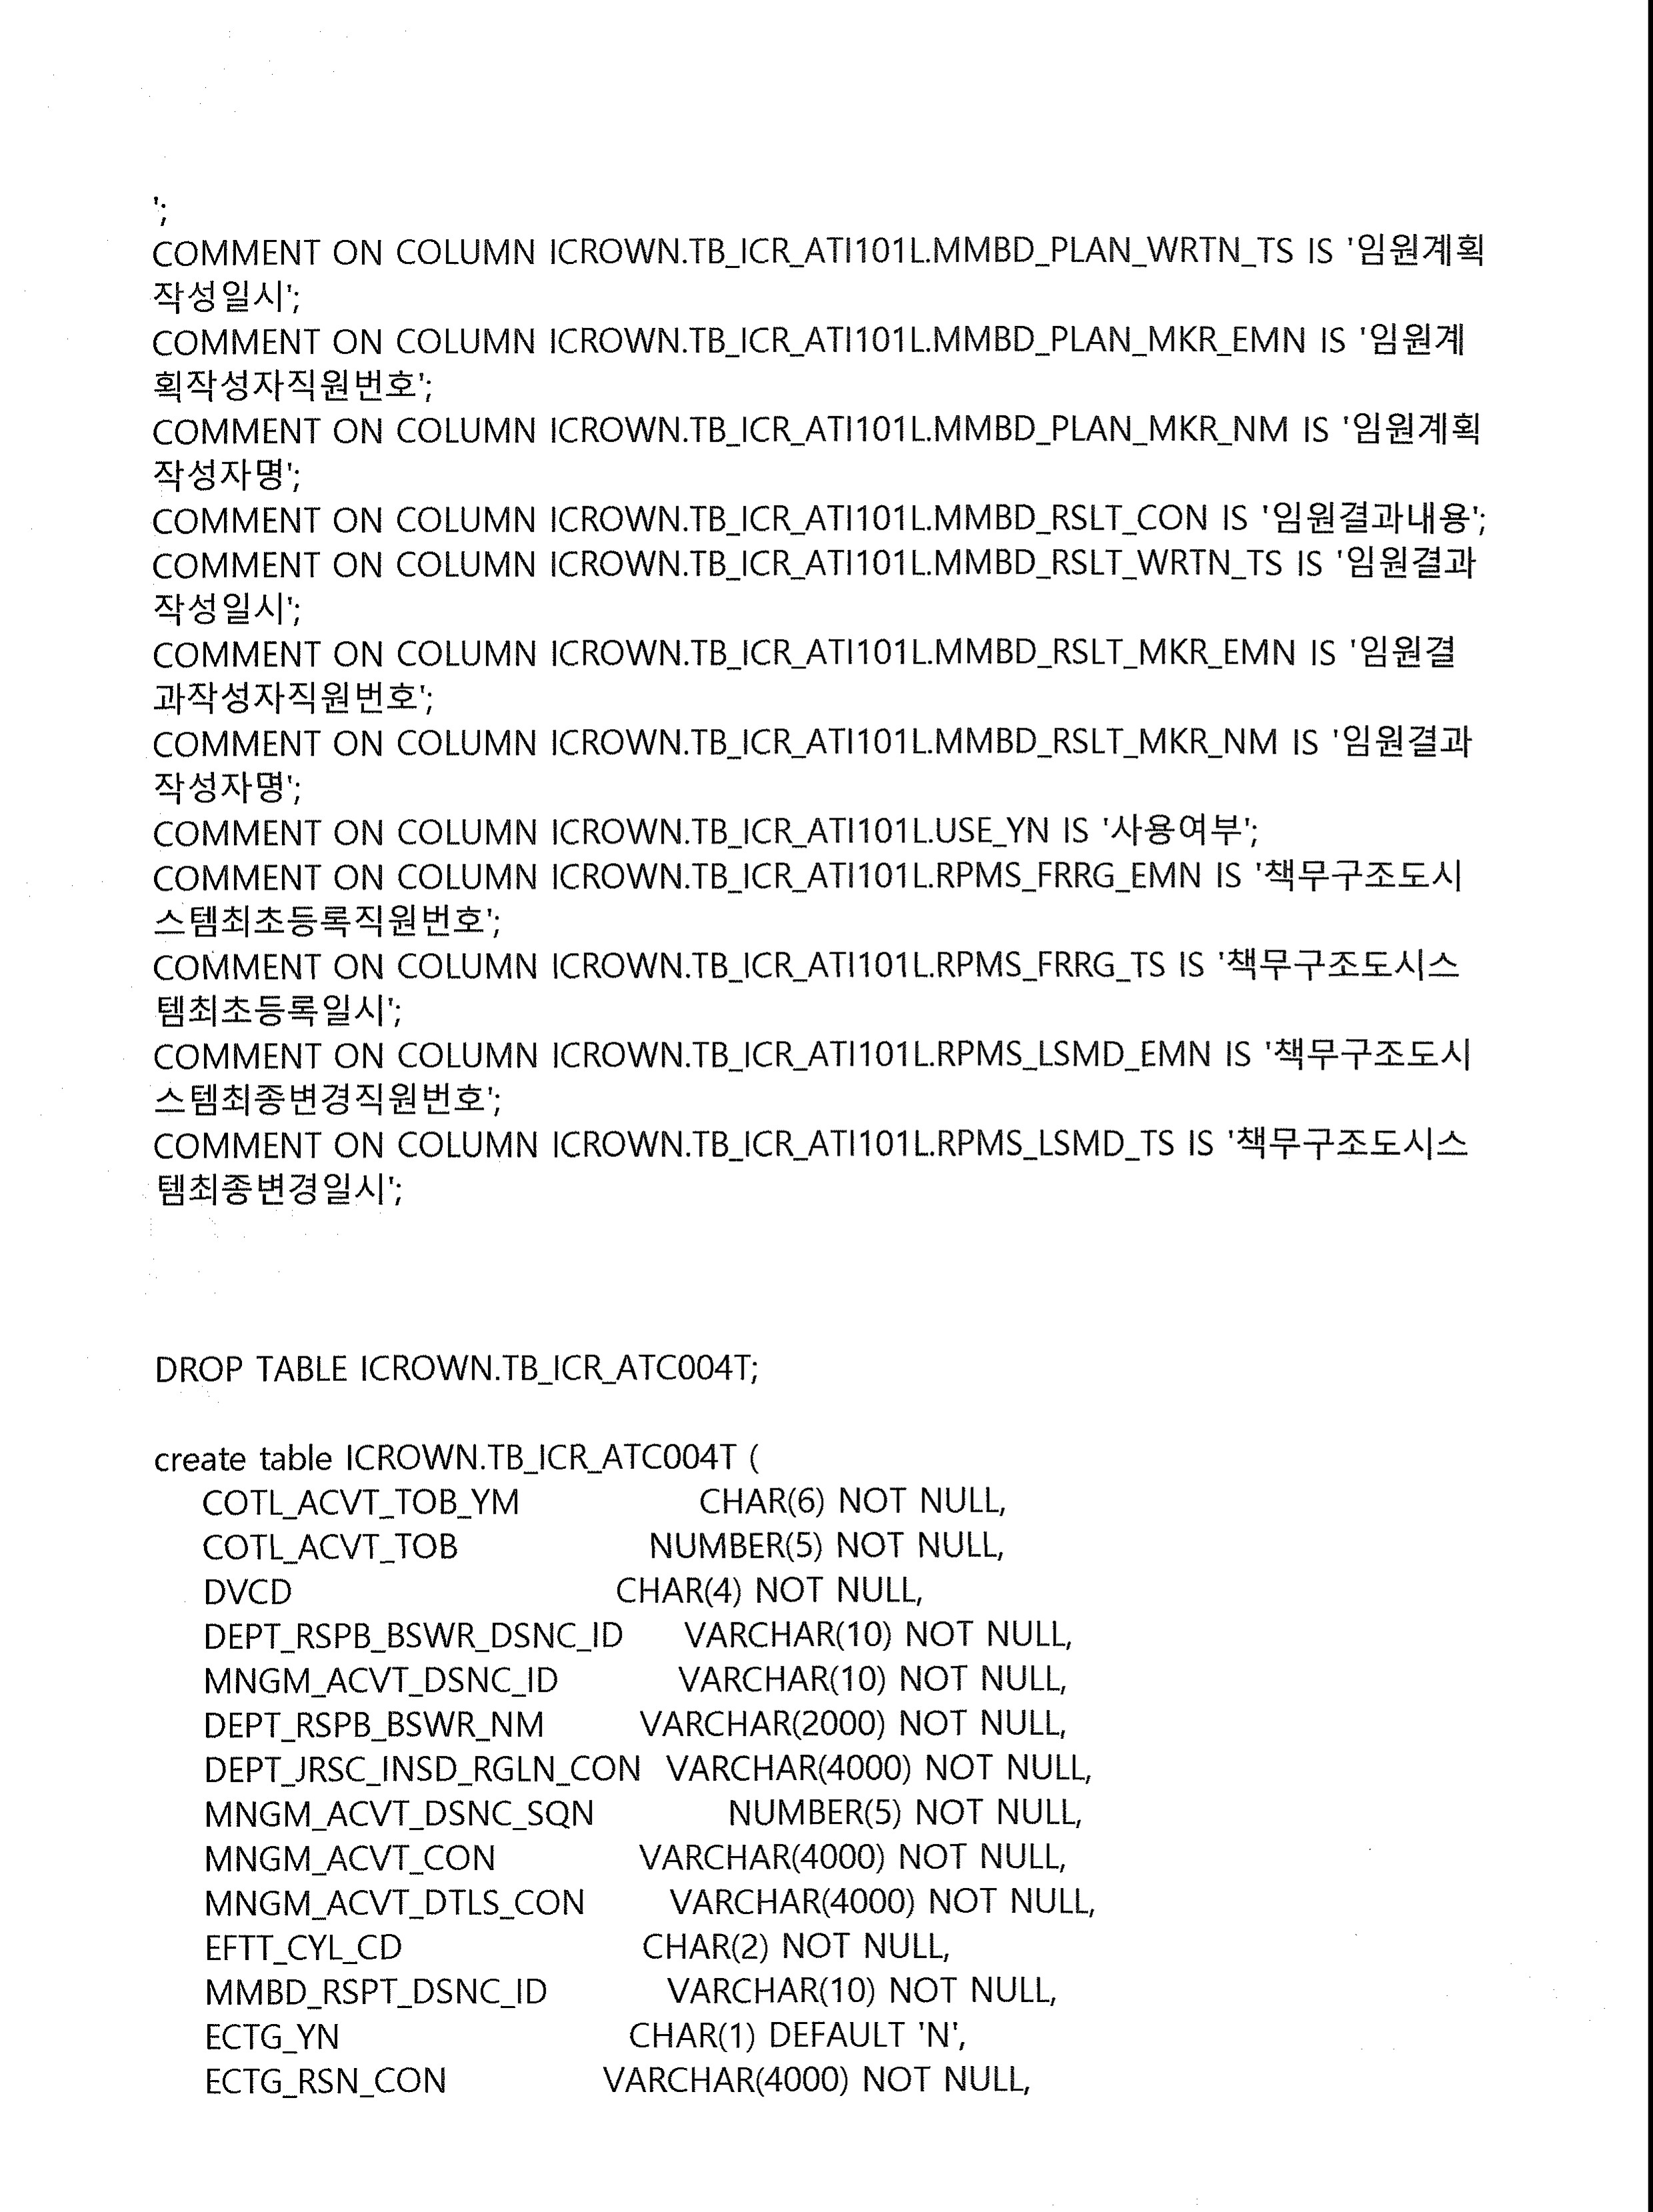 ';
COMMENT ON COLUMN ICROWN.TB_ICR_ATI101L.MMBD_PLAN_WRTN_TS IS '임원계획
작성일시';
COMMENT ON COLUMN ICROWN.TB_ICR_ATI101L.MMBD_PLAN_MKR_EMN IS '임원계
획작성자직원번호';
COMMENT ON COLUMN ICROWN.TB_ICR_ATI101L.MMBD_PLAN_MKR_NM IS '임원계획
작성자명';
COMMENT ON COLUMN ICROWN.TB_ICR_ATI101L.MMBD_RSLT_CON IS '임원결과내용';
COMMENT ON COLUMN ICROWN.TB_ICR_ATI101L.MMBD_RSLT_WRTN_TS IS '임원결과
작성일시';
COMMENT ON COLUMN ICROWN.TB_ICR_ATI101L.MMBD_RSLT_MKR_EMN IS '임원결
과작성자직원번호';
COMMENT ON COLUMN ICROWN.TB_ICR_ATI101L.MMBD_RSLT_MKR_NM IS '임원결과
작성자명';
COMMENT ON COLUMN ICROWN.TB_ICR_ATI101L.USE_YN IS '사용여부';
COMMENT ON COLUMN ICROWN.TB_ICR_ATI101L.RPMS_FRRG_EMN IS '책무구조도시
스템최초등록직원번호';
COMMENT ON COLUMN ICROWN.TB_ICR_ATI101L.RPMS_FRRG_TS IS '책무구조도시스
템최초등록일시';
COMMENT ON COLUMN ICROWN.TB_ICR_ATI101L.RPMS_LSMD_EMN IS '책무구조도시
스템최종변경직원번호';
COMMENT ON COLUMN ICROWN.TB_ICR_ATI101L.RPMS_LSMD_TS IS '책무구조도시스
템최종변경일시';
DROP TABLE ICROWN.TB_ICR_ATC004T;
create table ICROWN.TB_ICR_ATC004T (
COTL_ACVT_TOB_YM CHAR(6) NOT NULL,
COTL_ACVT_TOB NUMBER(5) NOT NULL,
DVCD CHAR(4) NOT NULL,
DEPT_RSPB_BSWR_DSNC_ID VARCHAR(10) NOT NULL,
MNGM_ACVT_DSNC_ID VARCHAR(10) NOT NULL,
DEPT_RSPB_BSWR_NM VARCHAR(2000) NOT NULL,
DEPT_JRSC_INSD_RGLN_CON VARCHAR(4000) NOT NULL,
MNGM_ACVT_DSNC_SQN NUMBER(5) NOT NULL,
MNGM_ACVT_CON VARCHAR(4000) NOT NULL,
MNGM_ACVT_DTLS_CON VARCHAR(4000) NOT NULL,
EFTT_CYL_CD CHAR(2) NOT NULL,
MMBD_RSPT_DSNC_ID VARCHAR(10) NOT NULL,
ECTG_YN CHAR(1) DEFAULT 'N',
ECTG_RSN_CON VARCHAR(4000) NOT NULL,